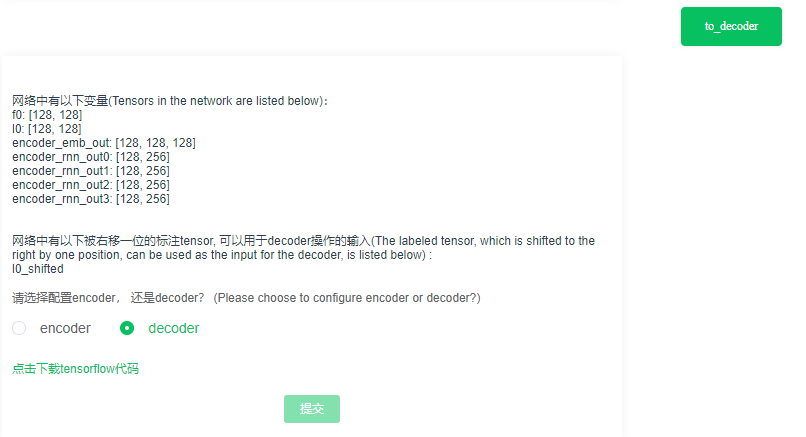 to_decoder
网络中有以下变量(Tensors in the network are listed below)：
f0: [128, 128]
l0: [128, 128]
encoder_emb_out: [128, 128, 128]
encoder_rnn_out0: [128, 256]
encoder_rnn_out1: [128, 256]
encoder_rnn_out2: [128, 256]
encoder_rnn_out3: [128, 256]
网络中有以下被右移一位的标注tensor, 可以用于decoder操作的输入(The labeled tensor, which is shifted to the
right by one position, can be used as the input for the decoder, is listed below) :
l0_shifted
请选择配置encoder， 还是decoder？ (Please choose to configure encoder or decoder?)
encoder decoder
点击下载tensorflow代码
提交